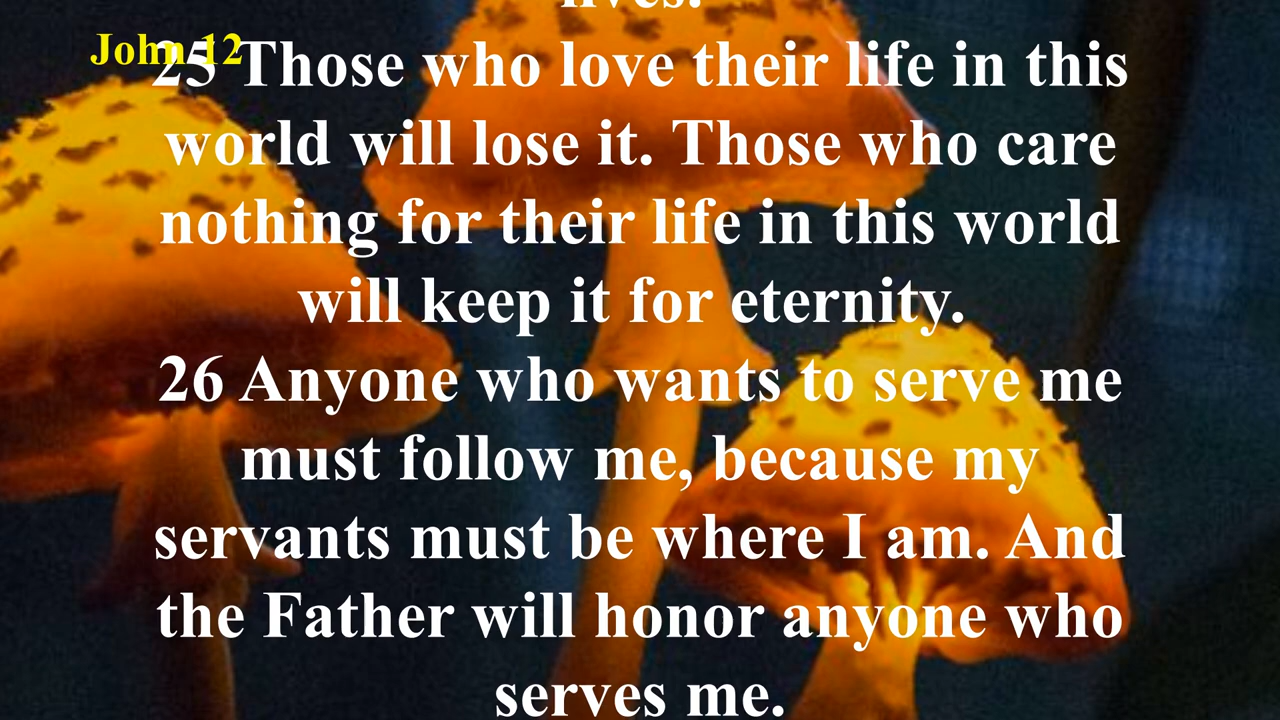 lives.
John 12
25 Those who love their life in this
world will lose it. Those who care
nothing for their life in this world
will keep it for eternity.
26 Anyone who wants to serve me
must follow me, because my
servants must be where I am. And
the Father will honor anyone who
serves me.